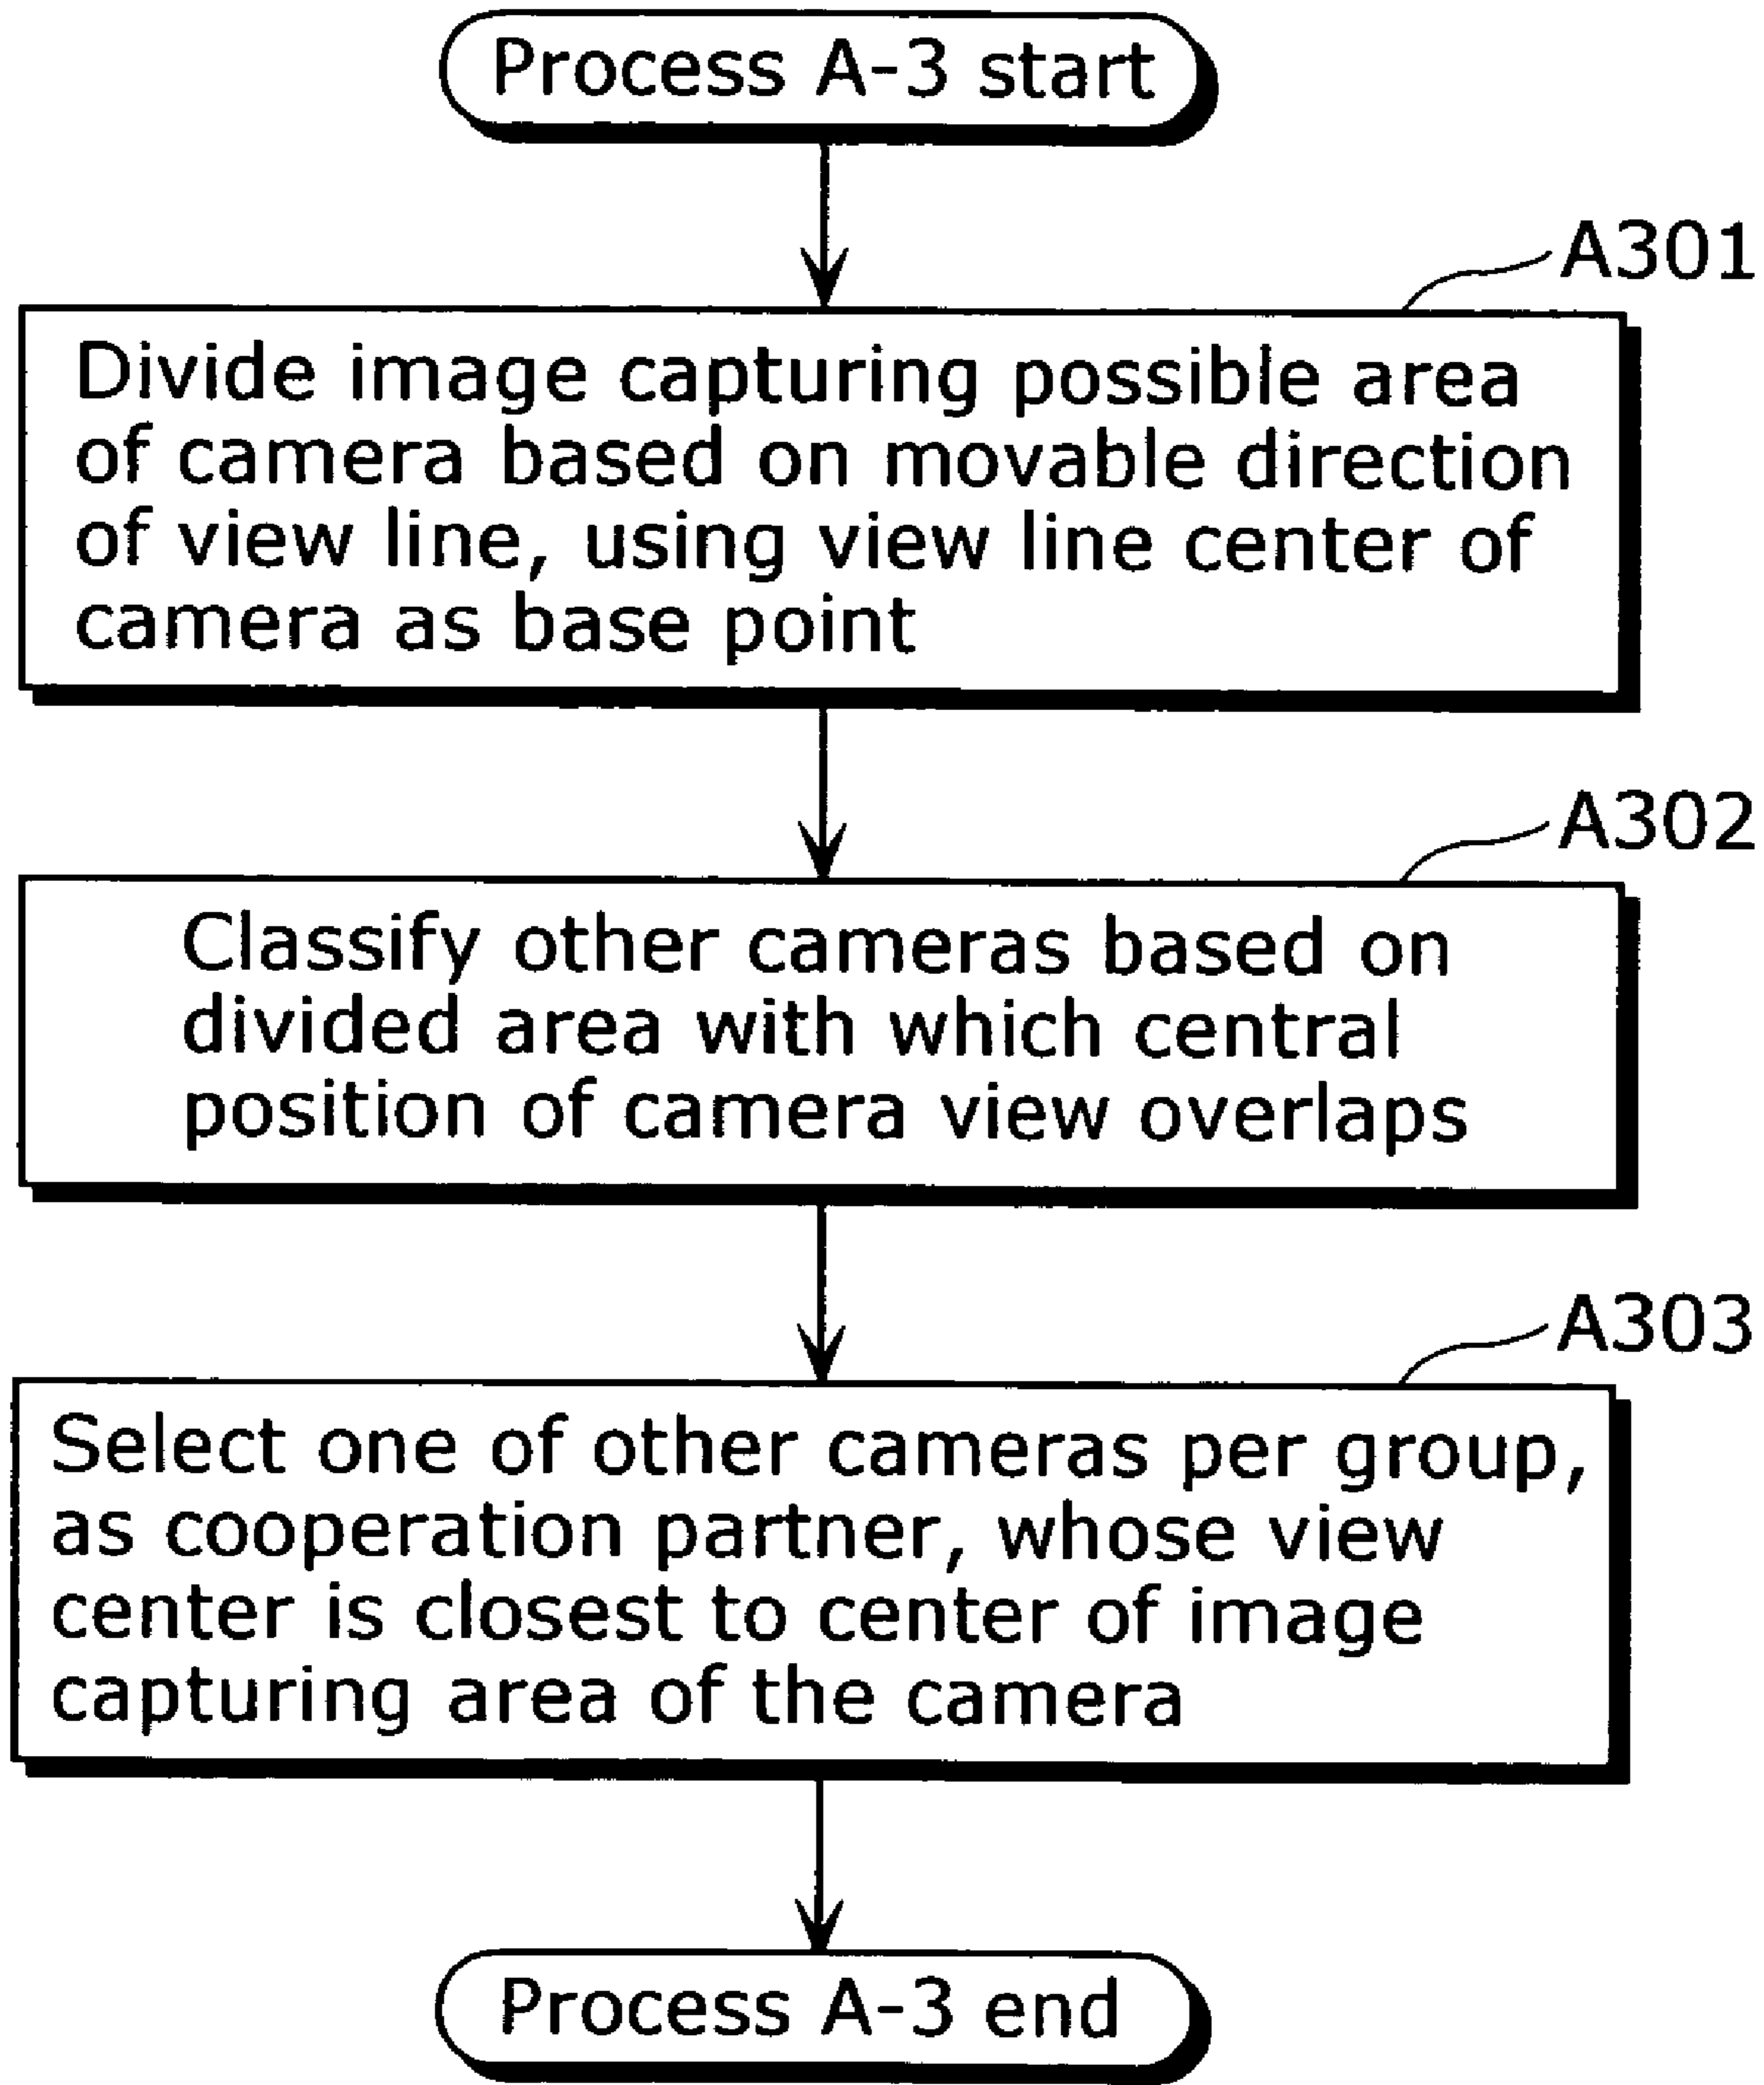 Process A-3 start
A301
Divide image capturing possible area
of camera based on movable direction
of view line, using view line center of
camera as base point
A302
Classify other cameras based on
divided area with which central
position of camera view overlaps
A303
Select one of other cameras per group,
as cooperation partner, whose view
center is closest to center of image
capturing area of the camera
Process A-3 end